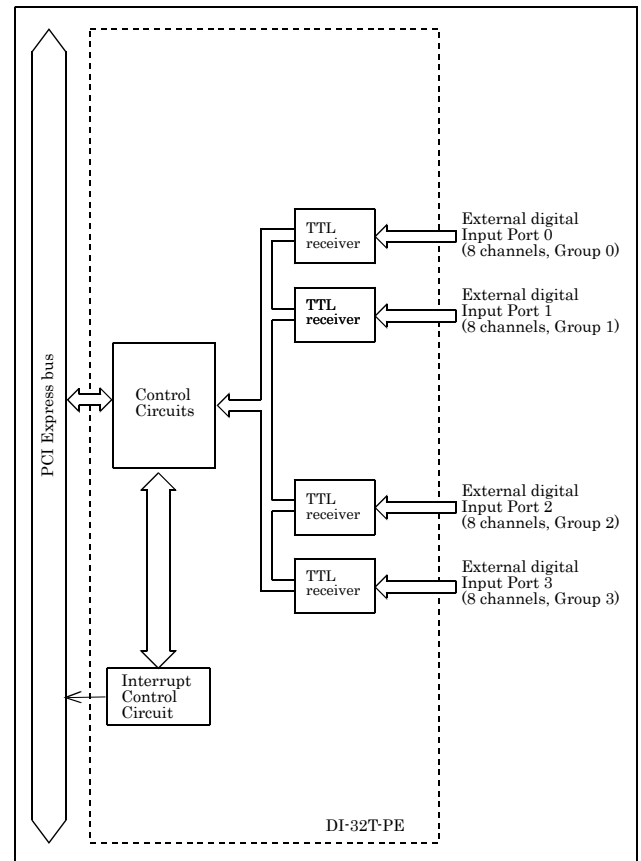 TTL
receiver
External digital
Input Port 0
(8 channels, Group 0)
TTL
receiver
External digital
Input Port 1
(8 channels, Group 1)
PCI Express bus
Control
Circuits
TTL
receiver
External digital
Input Port 2
(8 channels, Group 2)
TTL
receiver
External digital
Input Port 3
(8 channels, Group 3)
Interrupt
Control
Circuit
DI-32T-PE